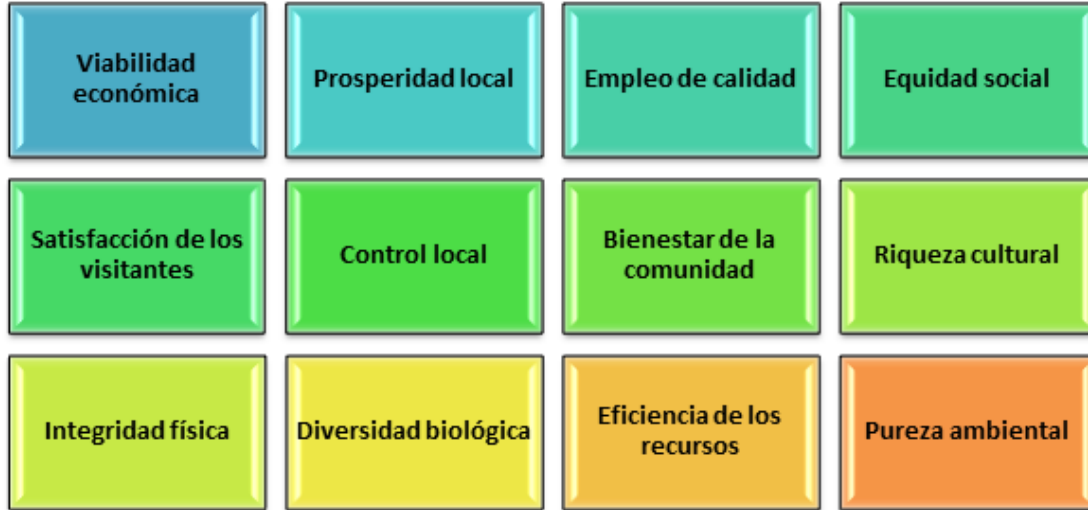 Viabilidad
económica
Prosperidad local
Empleo de calidad
Equidad social
Satisfacción de los
visitantes
Control local
Bienestar de la
comunidad
Riqueza cultural
Integridad física
Diversidad biológica
Eficiencia de los
recursos
Pureza ambiental